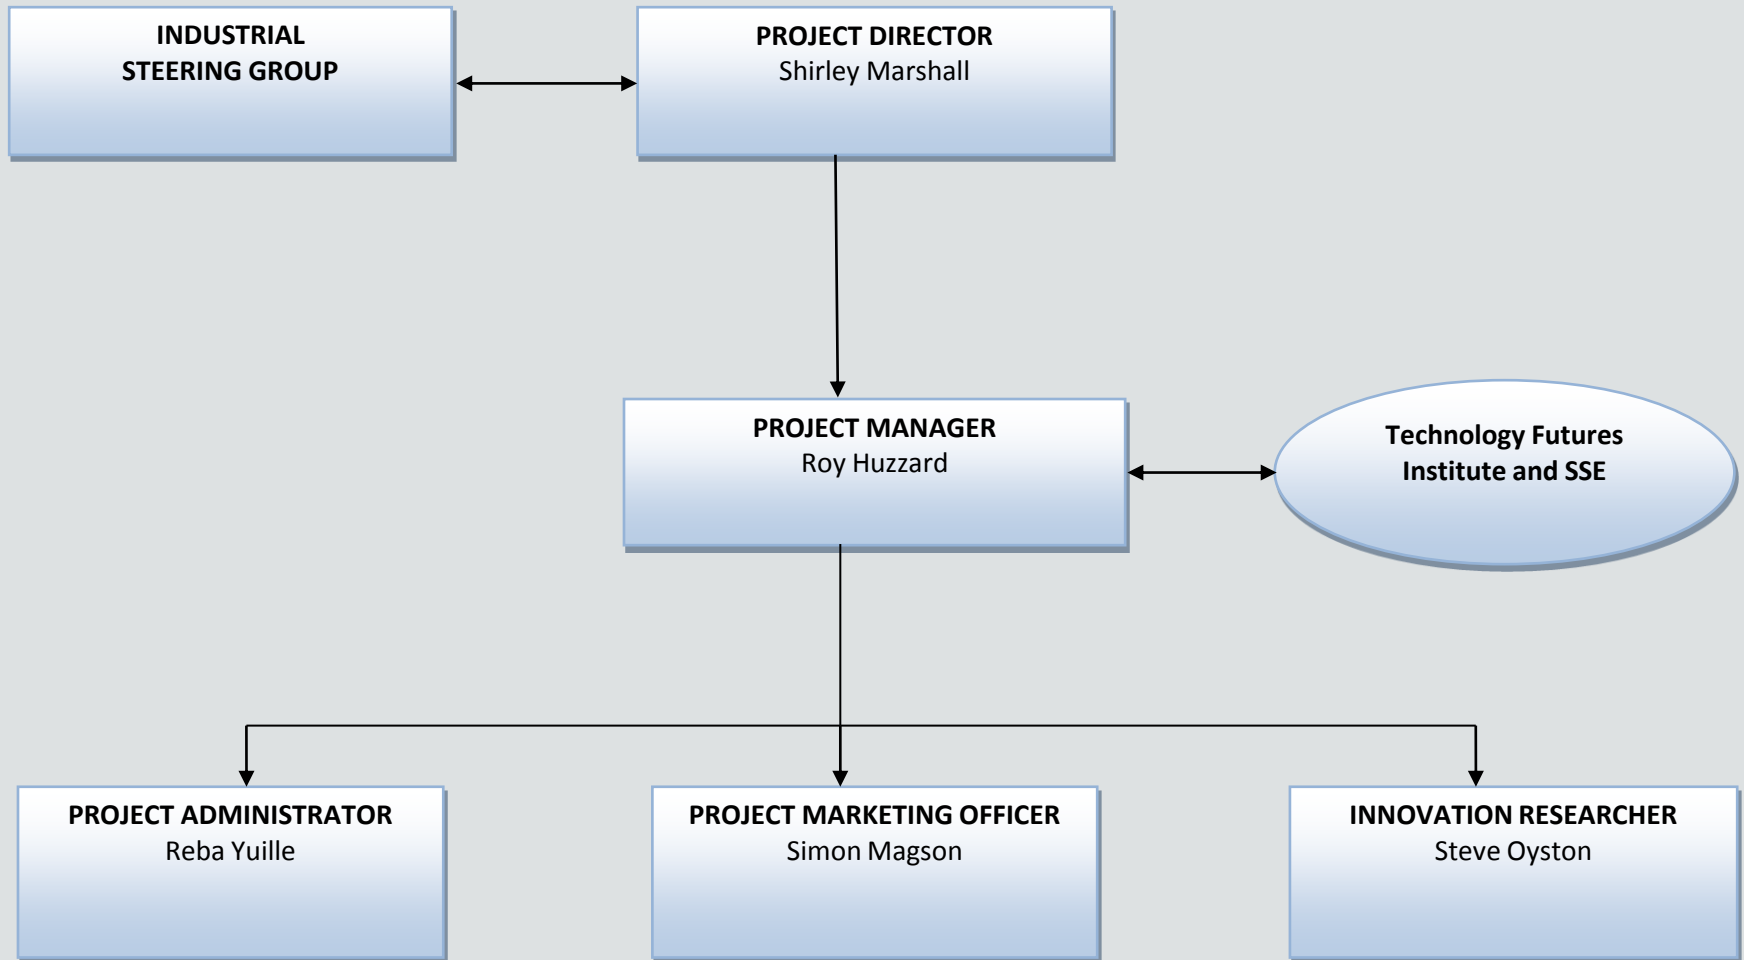 INDUSTRIAL
STEERING GROUP
PROJECT DIRECTOR
Shirley Marshall
PROJECT MANAGER
Roy Huzzard
Technology Futures
Institute and SSE
PROJECT ADMINISTRATOR
Reba Yuille
PROJECT MARKETING OFFICER
Simon Magson
INNOVATION RESEARCHER
Steve Oyston